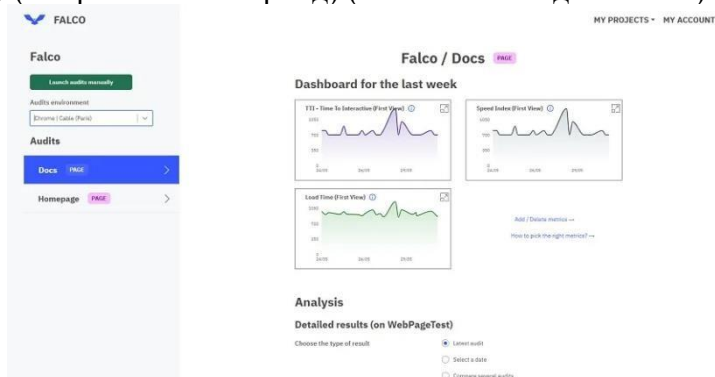 FALCO
MY PROJECTS MY ACCOUNT
Falco
Launch audits manually
Audits environment
Chrome | Cable (Paris)
Audits
Docs PAGE
Homepage PAGE
Falco / Docs PAGE
Dashboard for the last week
TTI - Time To Interactive (First View)
Speed Index (First View)
Load Time (First View)
Add / Delete metrics →
How to pick the right metrics? →
Analysis
Detailed results (on WebPageTest)
Choose the type of result
Latest audit
Select a date
Compare several audits